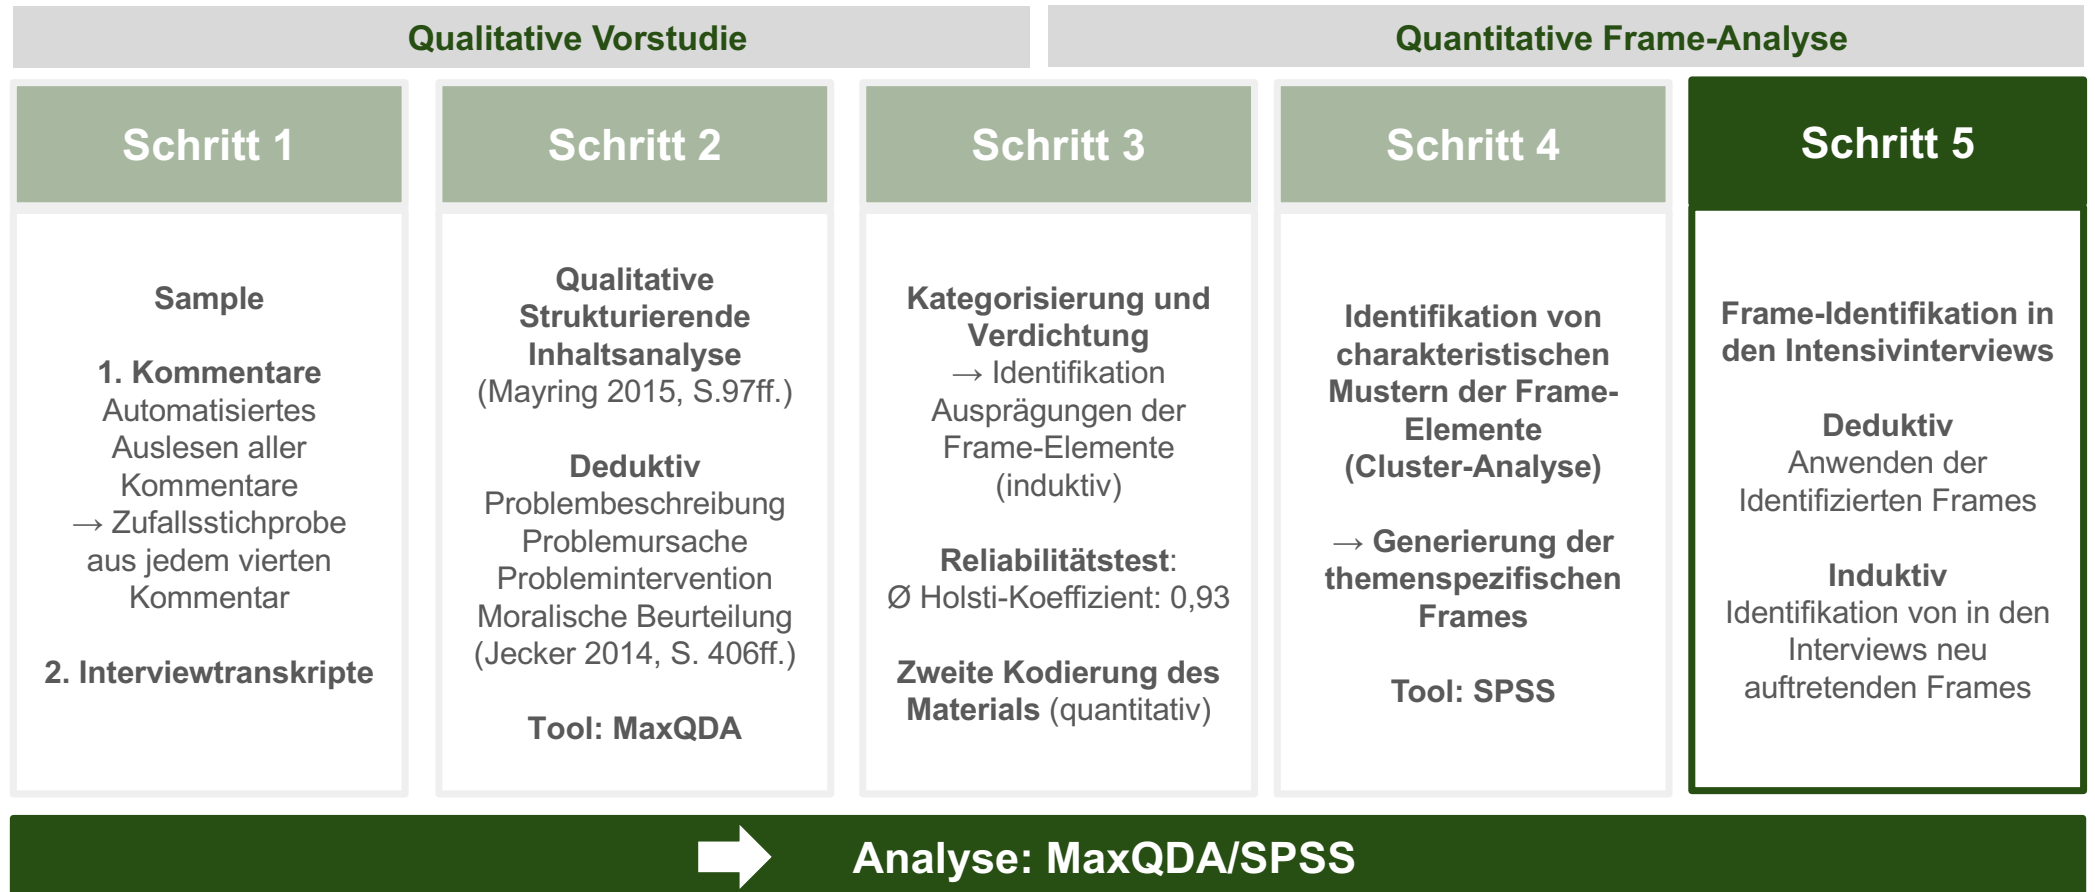 Qualitative Vorstudie
Quantitative Frame-Analyse
Schritt 1
Sample
1. Kommentare
Automatisiertes
Auslesen aller
Kommentare
→ Zufallsstichprobe
aus jedem vierten
Kommentar
2. Interviewtranskripte
Schritt 2
Qualitative
Strukturierende
Inhaltsanalyse
(Mayring 2015, S.97ff.)
Deduktiv
Problembeschreibung
Problemursache
Problemintervention
Moralische Beurteilung
(Jecker 2014, S. 406ff.)
Tool: MaxQDA
Schritt 3
Kategorisierung und
Verdichtung
→ Identifikation
Ausprägungen der
Frame-Elemente
(induktiv)
Reliabilitätstest:
Ø Holsti-Koeffizient: 0,93
Zweite Kodierung des
Materials (quantitativ)
Schritt 4
Identifikation von
charakteristischen
Mustern der Frame-
Elemente
(Cluster-Analyse)
→ Generierung der
themenspezifischen
Frames
Tool: SPSS
Schritt 5
Frame-Identifikation in
den Intensivinterviews
Deduktiv
Anwenden der
Identifizierten Frames
Induktiv
Identifikation von in den
Interviews neu
auftretenden Frames
Analyse: MaxQDA/SPSS